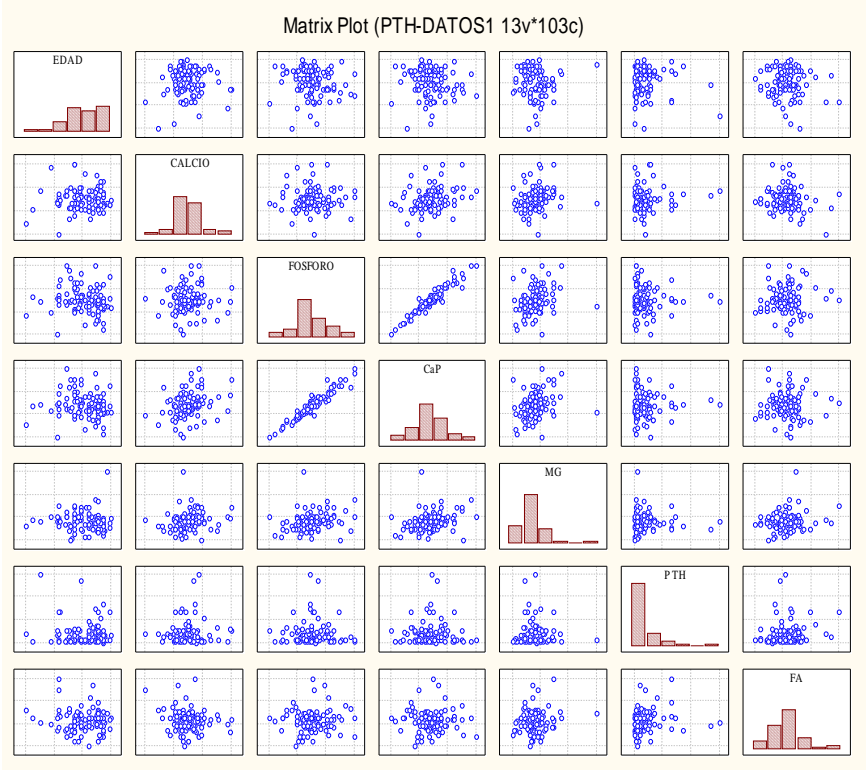 Matrix Plot (PTH-DATOS1 13v*103c)
EDAD
CALCIO
FOSFORO
CaP
MG
PTH
FA